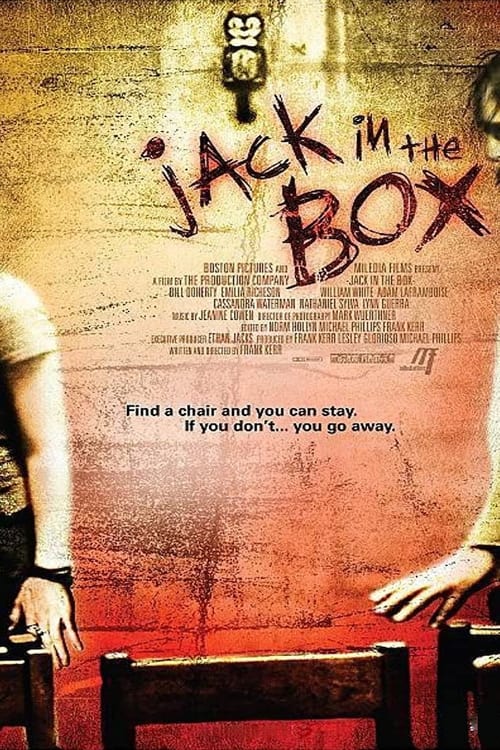 jACK iN THE
BOX
BOSTON PICTURES AND MILEDIA FILMS PRESENT
A FILM BY THE PRODUCTION COMPANY JACK IN THE BOX
BILL DOHERTY EMILIA RICHESON WILLIAM WHITE ADAM LAFRAMBOISE
CASSANDRA WATERMAN NATHANIEL SYLVA LYNN GUERRA
MUSIC BY JEANINE COWEN DIRECTOR OF PHOTOGRAPHY MARK WUERTHNER
EDITED BY NORM HOLLYN MICHAEL PHILLIPS FRANK KERR
EXECUTIVE PRODUCER ETHAN JACKS PRODUCED BY FRANK KERR LESLEY GLORIOSO MICHAEL PHILLIPS
WRITTEN AND DIRECTED BY FRANK KERR
Find a chair and you can stay.
If you don't... you go away.